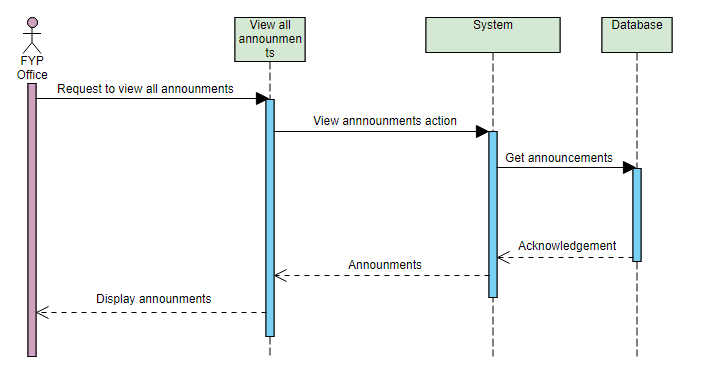 View all
announmen
ts
System
Database
FYP
Office
Request to view all announments
View annnounments action
Get announcements
Acknowledgement
Announments
Display announments